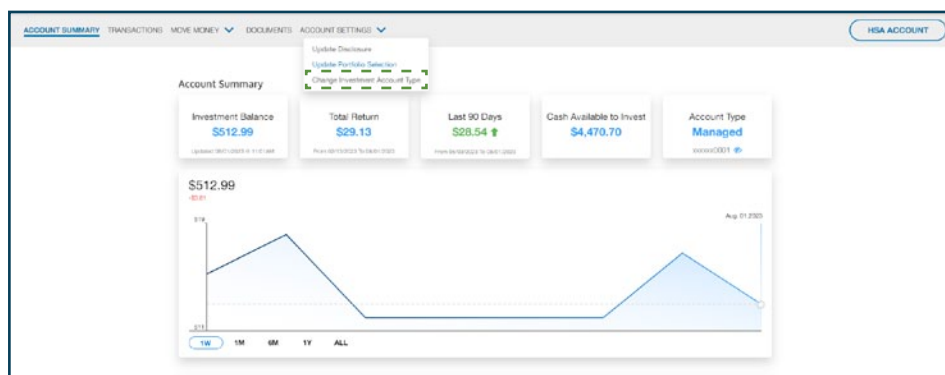 ACCOUNT SUMMARY TRANSACTIONS MOVE MONEY DOCUMENTS ACCOUNT SETTINGS HSA ACCOUNT
Update Disclosure
Update Portfolio Selection
Change Investment Account Type
Account Summary
Investment Balance
$512.99
Total Return
$29.13
Last 90 Days
$28.54
Cash Available to Invest
$4,470.70
Account Type
Managed
$512.99
Aug. 01 2023
1W 1M 6M 1Y ALL